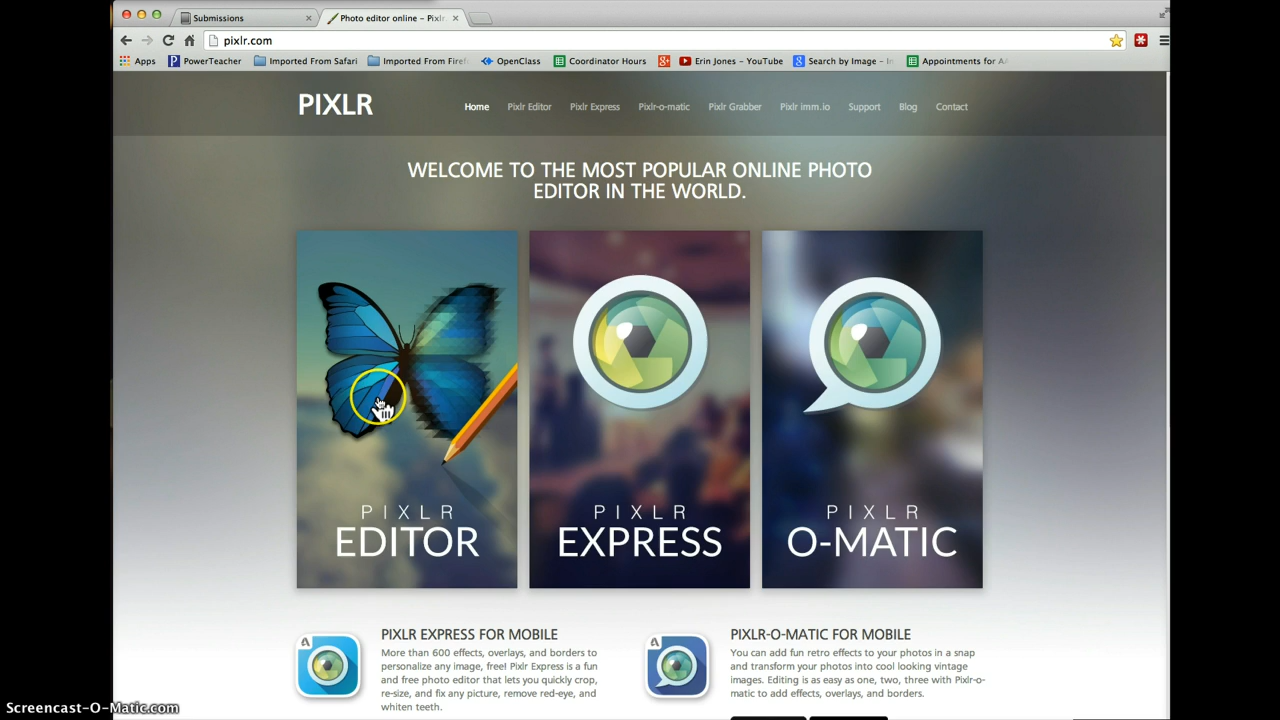 Submissions
Photo editor online – Pixlr
pixlr.com
Apps PowerTeacher Imported From Safari Imported From Firef OpenClass Coordinator Hours Erin Jones – YouTube Search by Image – In Appointments for A
PIXLR
Home Pixlr Editor Pixlr Express Pixlr-o-matic Pixlr Grabber Pixlr imm.io Support Blog Contact
WELCOME TO THE MOST POPULAR ONLINE PHOTO
EDITOR IN THE WORLD.
PIXLR
EDITOR
PIXLR
EXPRESS
PIXLR
O-MATIC
PIXLR EXPRESS FOR MOBILE
More than 600 effects, overlays, and borders to
personalize any image, free! Pixlr Express is a fun
and free photo editor that lets you quickly crop,
re-size, and fix any picture, remove red-eye, and
whiten teeth.
PIXLR-O-MATIC FOR MOBILE
You can add fun retro effects to your photos in a snap
and transform your photos into cool looking vintage
images. Editing is as easy as one, two, three with Pixlr-o-
matic to add effects, overlays, and borders.
Screencast-O-Matic.com